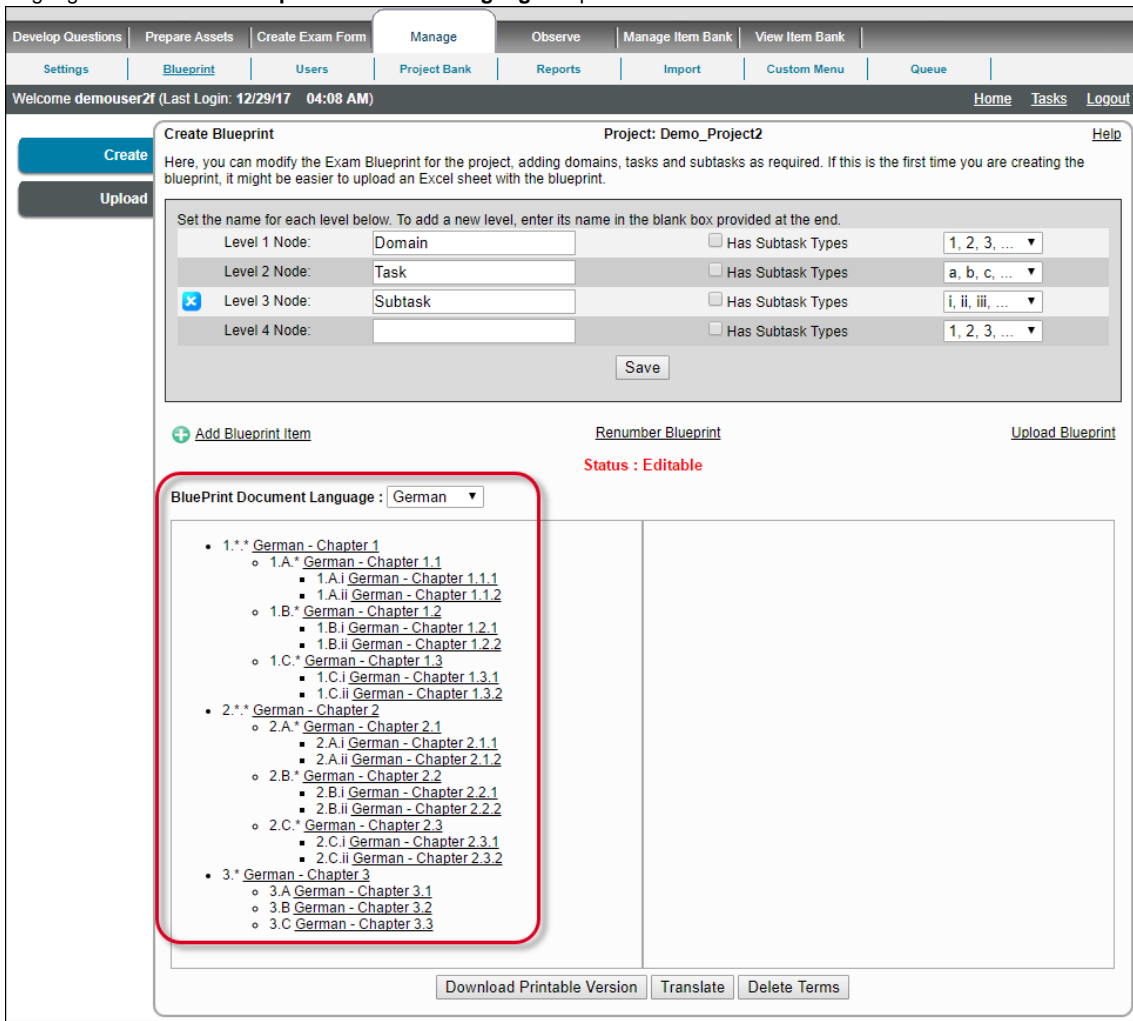 Develop Questions Prepare Assets Create Exam Form Manage Observe Manage Item Bank View Item Bank
Settings Blueprint Users Project Bank Reports Import Custom Menu Queue
Welcome demouser2f (Last Login: 12/29/17 04:08 AM) Home Tasks Logout
Create
Upload
Create Blueprint Project: Demo_Project2 Help
Here, you can modify the Exam Blueprint for the project, adding domains, tasks and subtasks as required. If this is the first time you are creating the
blueprint, it might be easier to upload an Excel sheet with the blueprint.
Set the name for each level below. To add a new level, enter its name in the blank box provided at the end.
Level 1 Node: Domain Has Subtask Types 1, 2, 3, ...
Level 2 Node: Task Has Subtask Types a, b, c, ...
Level 3 Node: Subtask Has Subtask Types i, ii, iii, ...
Level 4 Node: Has Subtask Types 1, 2, 3, ...
Save
Add Blueprint Item Renumber Blueprint Upload Blueprint
Status : Editable
BluePrint Document Language : German
1.*.* German - Chapter 1
1.A.* German - Chapter 1.1
1.A.i German - Chapter 1.1.1
1.A.ii German - Chapter 1.1.2
1.B.* German - Chapter 1.2
1.B.i German - Chapter 1.2.1
1.B.ii German - Chapter 1.2.2
1.C.* German - Chapter 1.3
1.C.i German - Chapter 1.3.1
1.C.ii German - Chapter 1.3.2
2.*.* German - Chapter 2
2.A.* German - Chapter 2.1
2.A.i German - Chapter 2.1.1
2.A.ii German - Chapter 2.1.2
2.B.* German - Chapter 2.2
2.B.i German - Chapter 2.2.1
2.B.ii German - Chapter 2.2.2
2.C.* German - Chapter 2.3
2.C.i German - Chapter 2.3.1
2.C.ii German - Chapter 2.3.2
3.* German - Chapter 3
3.A German - Chapter 3.1
3.B German - Chapter 3.2
3.C German - Chapter 3.3
Download Printable Version Translate Delete Terms